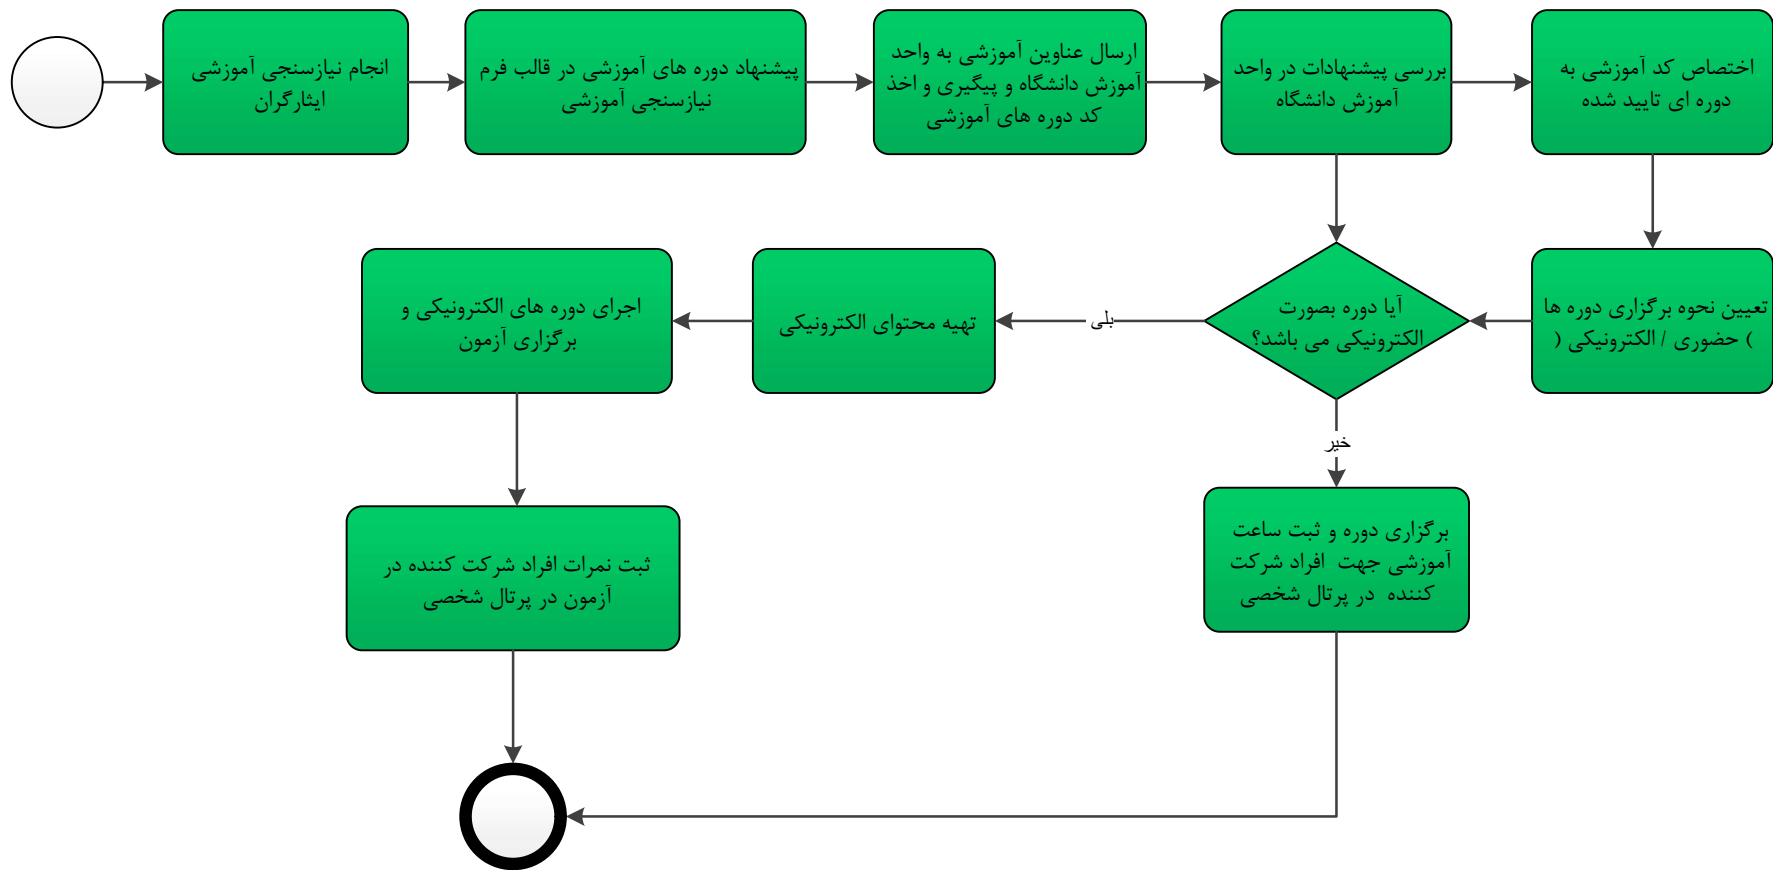 انجام نیازسنجی آموزشی
ایثارگران
پیشنهاد دوره های آموزشی در قالب فرم
نیازسنجی آموزشی
ارسال عناوین آموزشی به واحد
آموزش دانشگاه و پیگیری و اخذ
کد دوره های آموزشی
بررسی پیشنهادات در واحد
آموزش دانشگاه
اختصاص کد آموزشی به
دوره ای تایید شده
تعیین نحوه برگزاری دوره ها
( حضوری / الکترونیکی )
آیا دوره بصورت
الکترونیکی می باشد؟
بلی
تهیه محتوای الکترونیکی
اجرای دوره های الکترونیکی و
برگزاری آزمون
خیر
برگزاری دوره و ثبت ساعت
آموزشی جهت افراد شرکت
کننده در پرتال شخصی
ثبت نمرات افراد شرکت کننده در
آزمون در پرتال شخصی